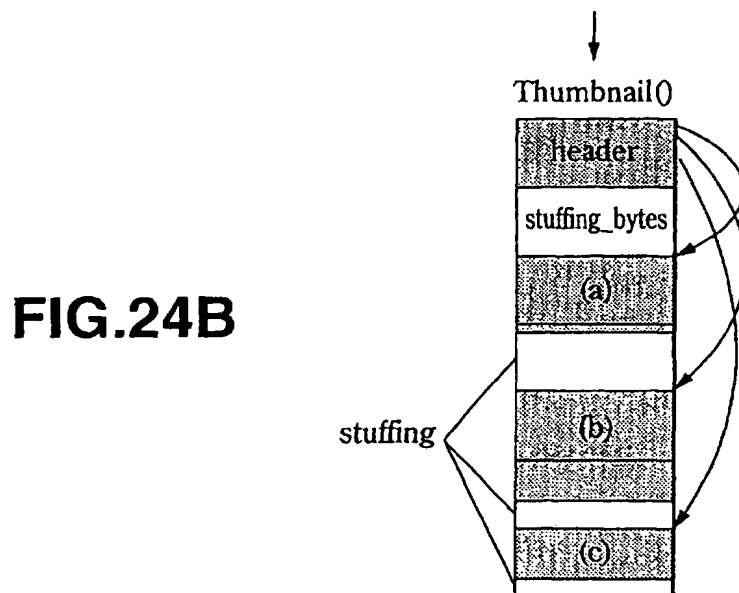 Thumbnail()
header
stuffing_bytes
(a)
FIG.24B
(b)
stuffing
(c)